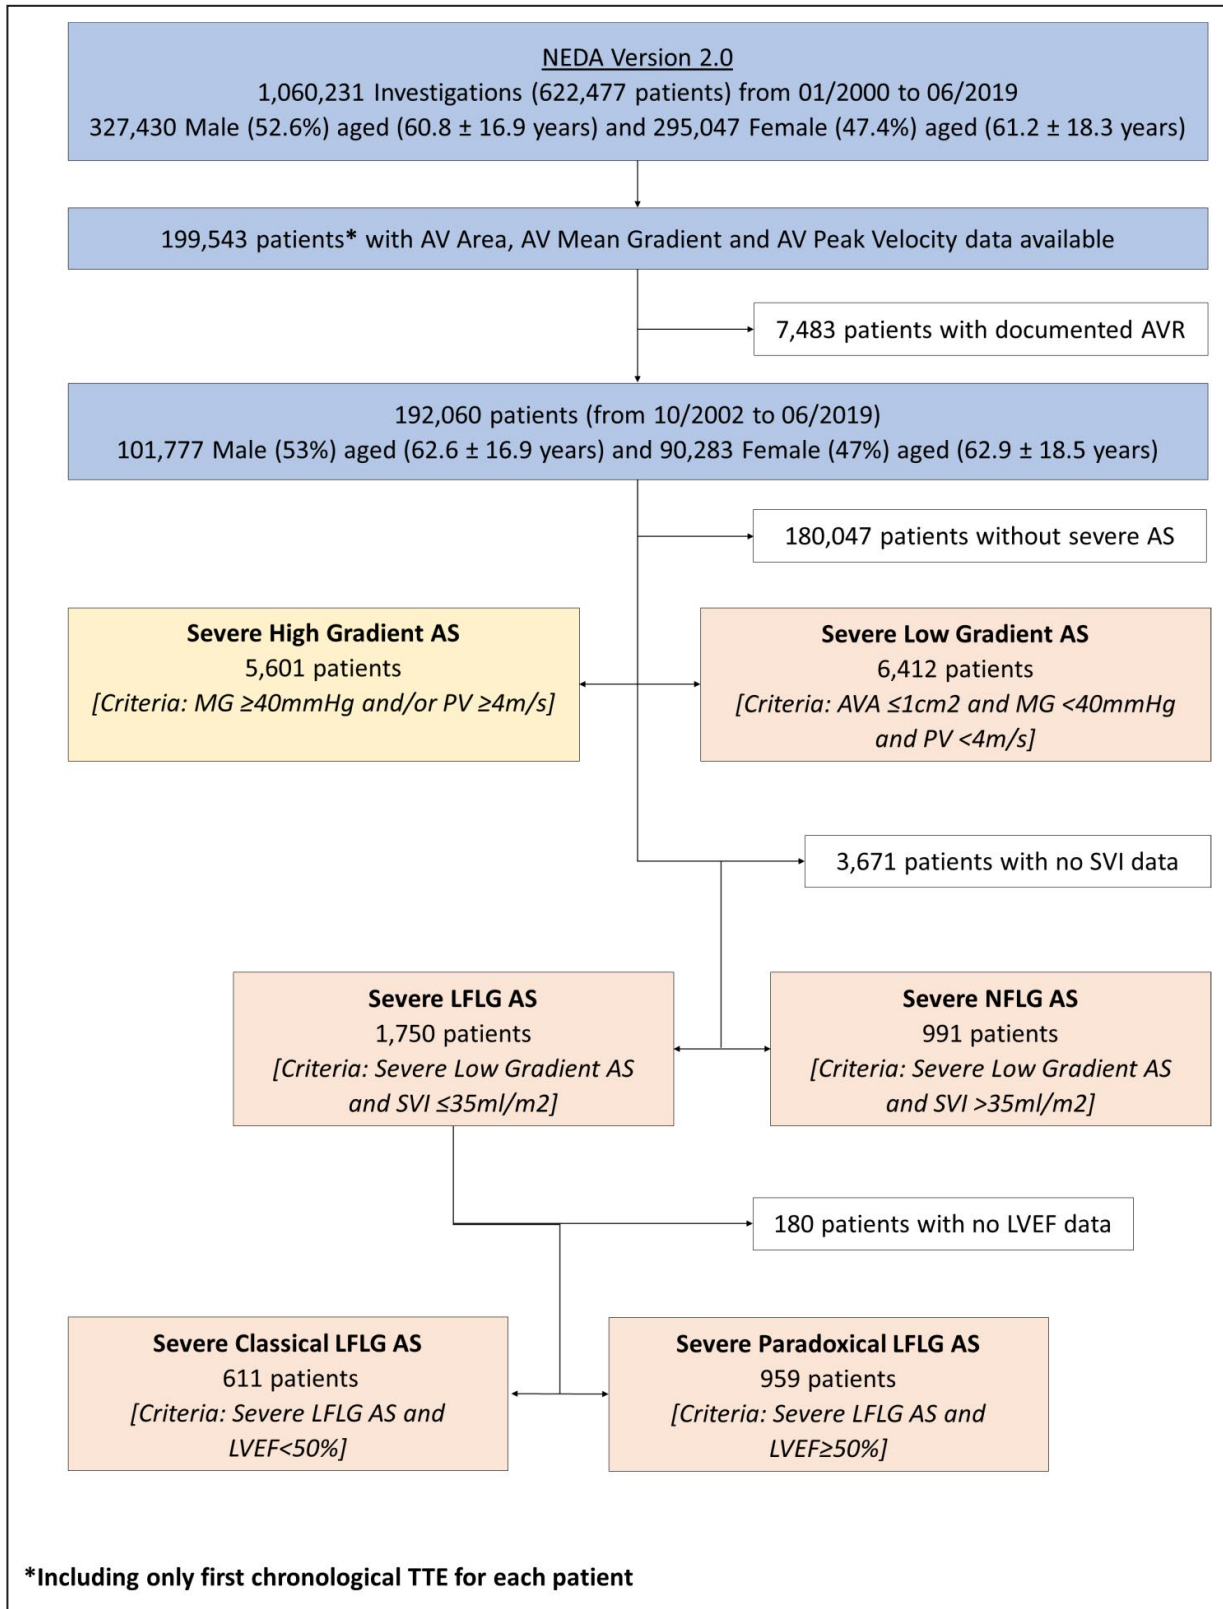 NEDA Version 2.0
1,060,231 Investigations (622,477 patients) from 01/2000 to 06/2019
327,430 Male (52.6%) aged (60.8 ± 16.9 years) and 295,047 Female (47.4%) aged (61.2 ± 18.3 years)
199,543 patients* with AV Area, AV Mean Gradient and AV Peak Velocity data available
7,483 patients with documented AVR
192,060 patients (from 10/2002 to 06/2019)
101,777 Male (53%) aged (62.6 ± 16.9 years) and 90,283 Female (47%) aged (62.9 ± 18.5 years)
180,047 patients without severe AS
Severe High Gradient AS
5,601 patients
[Criteria: MG ≥40mmHg and/or PV ≥4m/s]
Severe Low Gradient AS
6,412 patients
[Criteria: AVA ≤1cm2 and MG <40mmHg
and PV <4m/s]
3,671 patients with no SVI data
Severe LFLG AS
1,750 patients
[Criteria: Severe Low Gradient AS
and SVI ≤35ml/m2]
Severe NFLG AS
991 patients
[Criteria: Severe Low Gradient AS
and SVI >35ml/m2]
180 patients with no LVEF data
Severe Classical LFLG AS
611 patients
[Criteria: Severe LFLG AS and
LVEF<50%]
Severe Paradoxical LFLG AS
959 patients
[Criteria: Severe LFLG AS and
LVEF≥50%]
*Including only first chronological TTE for each patient